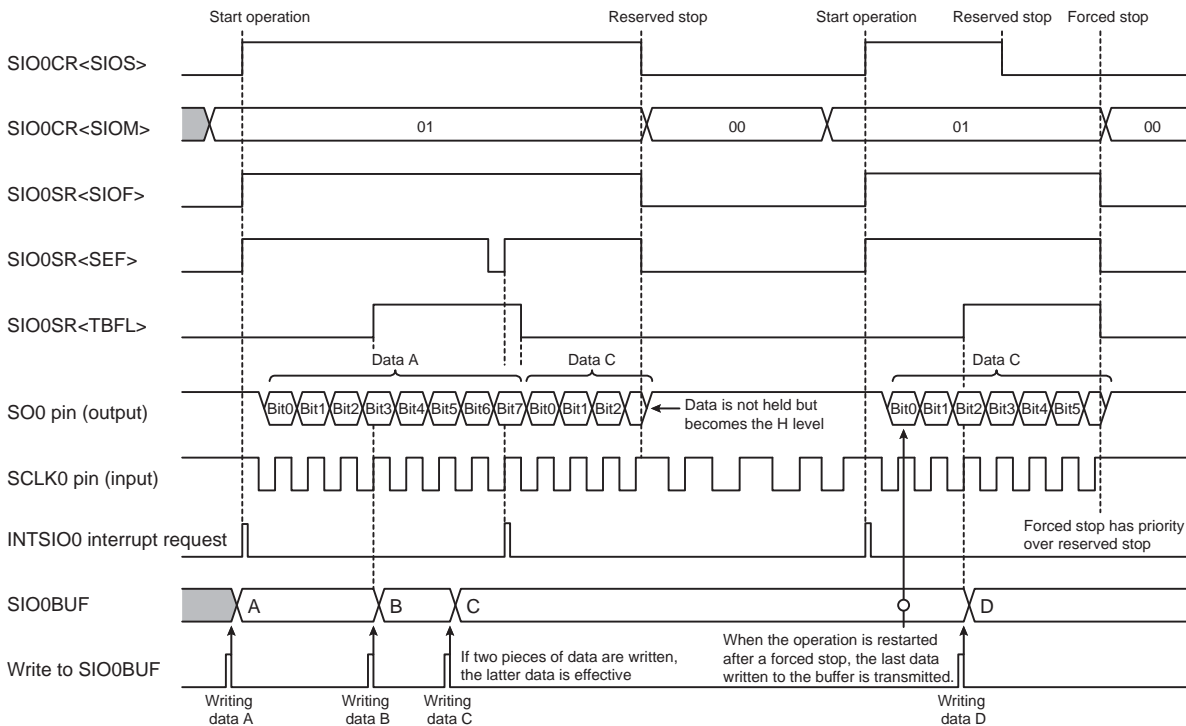 Start operation Reserved stop Start operation Reserved stop Forced stop
SIO0CR<SIOS>
SIO0CR<SIOM> 01 00 01 00
SIO0SR<SIOF>
SIO0SR<SEF>
SIO0SR<TBFL>
Data A Data C Data C
SO0 pin (output) Bit0 Bit1 Bit2 Bit3 Bit4 Bit5 Bit6 Bit7 Bit0 Bit1 Bit2 Bit0 Bit1 Bit2 Bit3 Bit4 Bit5
Data is not held but
becomes the H level
SCLK0 pin (input)
INTSIO0 interrupt request
Forced stop has priority
over reserved stop
SIO0BUF A B C D
Write to SIO0BUF
If two pieces of data are written,
the latter data is effective
When the operation is restarted
after a forced stop, the last data
written to the buffer is transmitted.
Writing
data A
Writing
data B
Writing
data C
Writing
data D